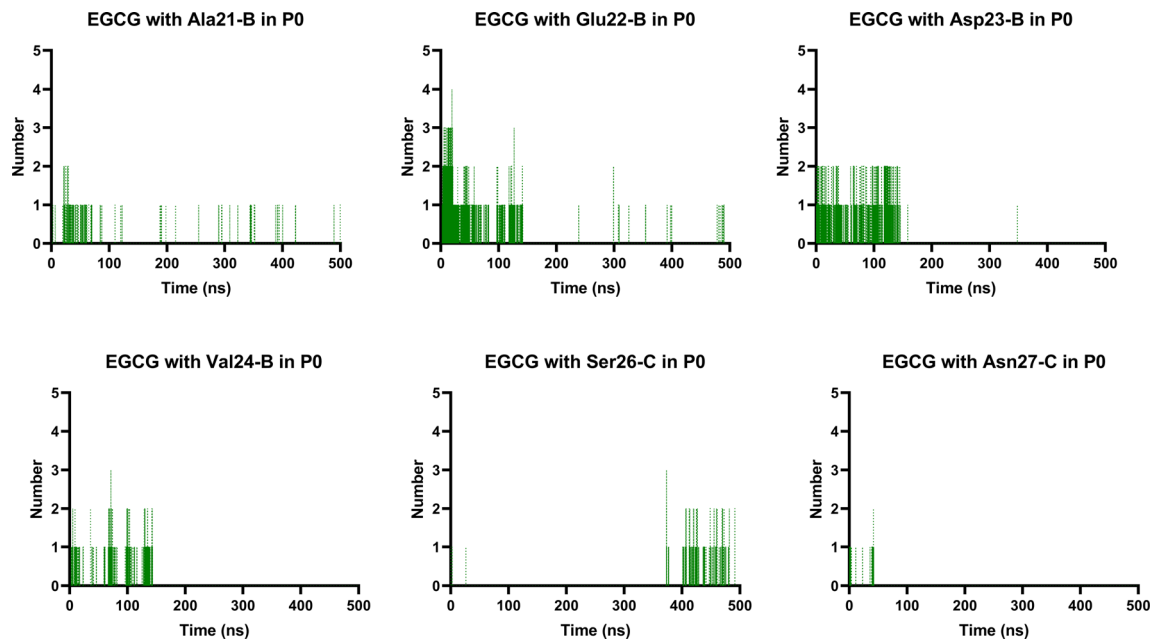 EGCG with Ala21-B in P0
EGCG with Glu22-B in P0
EGCG with Asp23-B in P0
5
4
3
2
1
0
Number
0 100 200 300 400 500
Time (ns)
5
4
3
2
1
0
Number
0 100 200 300 400 500
Time (ns)
5
4
3
2
1
0
Number
0 100 200 300 400 500
Time (ns)
EGCG with Val24-B in P0
EGCG with Ser26-C in P0
EGCG with Asn27-C in P0
5
4
3
2
1
0
Number
0 100 200 300 400 500
Time (ns)
5
4
3
2
1
0
Number
0 100 200 300 400 500
Time (ns)
5
4
3
2
1
0
Number
0 100 200 300 400 500
Time (ns)